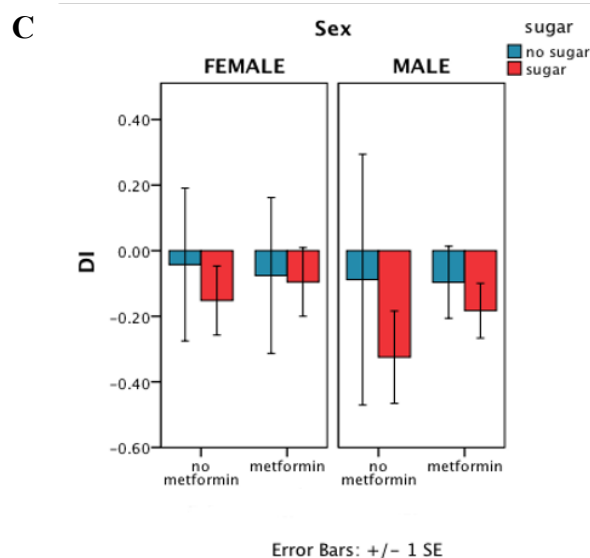 C
Sex
sugar
no sugar
sugar
FEMALE MALE
0.40
0.20
0.00
-0.20
-0.40
-0.60
DI
no metformin
metformin
no metformin
metformin
Error Bars: +/- 1 SE